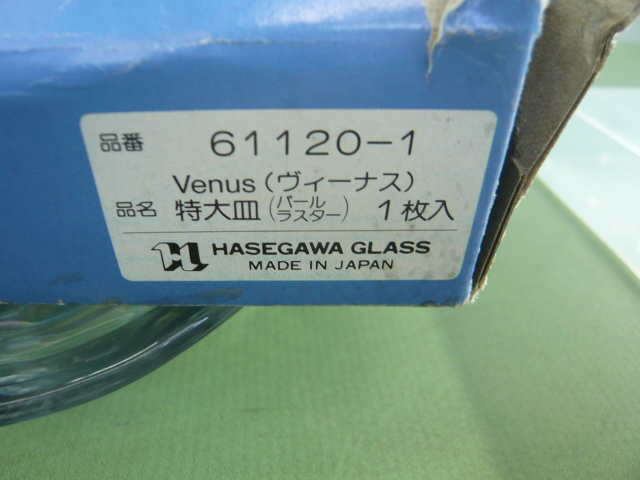 品番 61120-1
Venus(ヴィーナス)
品名 特大皿(パールラスター) 1枚入
HASEGAWA GLASS
MADE IN JAPAN